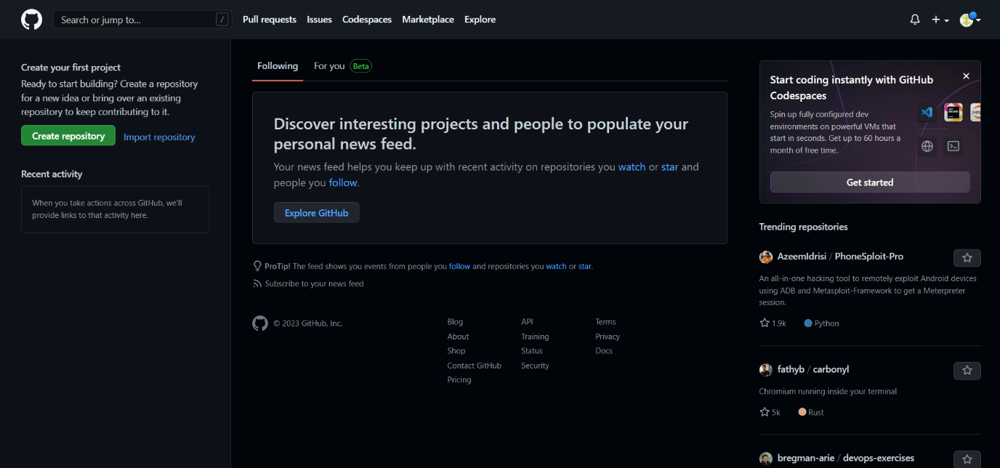 Search or jump to...
/
Pull requests
Issues
Codespaces
Marketplace
Explore
Create your first project
Ready to start building? Create a repository
for a new idea or bring over an existing
repository to keep contributing to it.
Create repository
Import repository
Recent activity
When you take actions across GitHub, we'll
provide links to that activity here.
Following
For you
Beta
Discover interesting projects and people to populate your
personal news feed.
Your news feed helps you keep up with recent activity on repositories you watch or star and
people you follow.
Explore GitHub
ProTip! The feed shows you events from people you follow and repositories you watch or star.
Subscribe to your news feed
© 2023 GitHub, Inc.
Blog
About
Shop
Contact GitHub
Pricing
API
Training
Status
Security
Terms
Privacy
Docs
Start coding instantly with GitHub
Codespaces
Spin up fully configured dev
environments on powerful VMs that
start in seconds. Get up to 60 hours a
month of free time.
Get started
Trending repositories
AzeemIdrisi / PhoneSploit-Pro
An all-in-one hacking tool to remotely exploit Android devices
using ADB and Metasploit-Framework to get a Meterpreter
session.
1.9k
Python
fathyb / carbonyl
Chromium running inside your terminal
5k
Rust
bregman-arie / devops-exercises